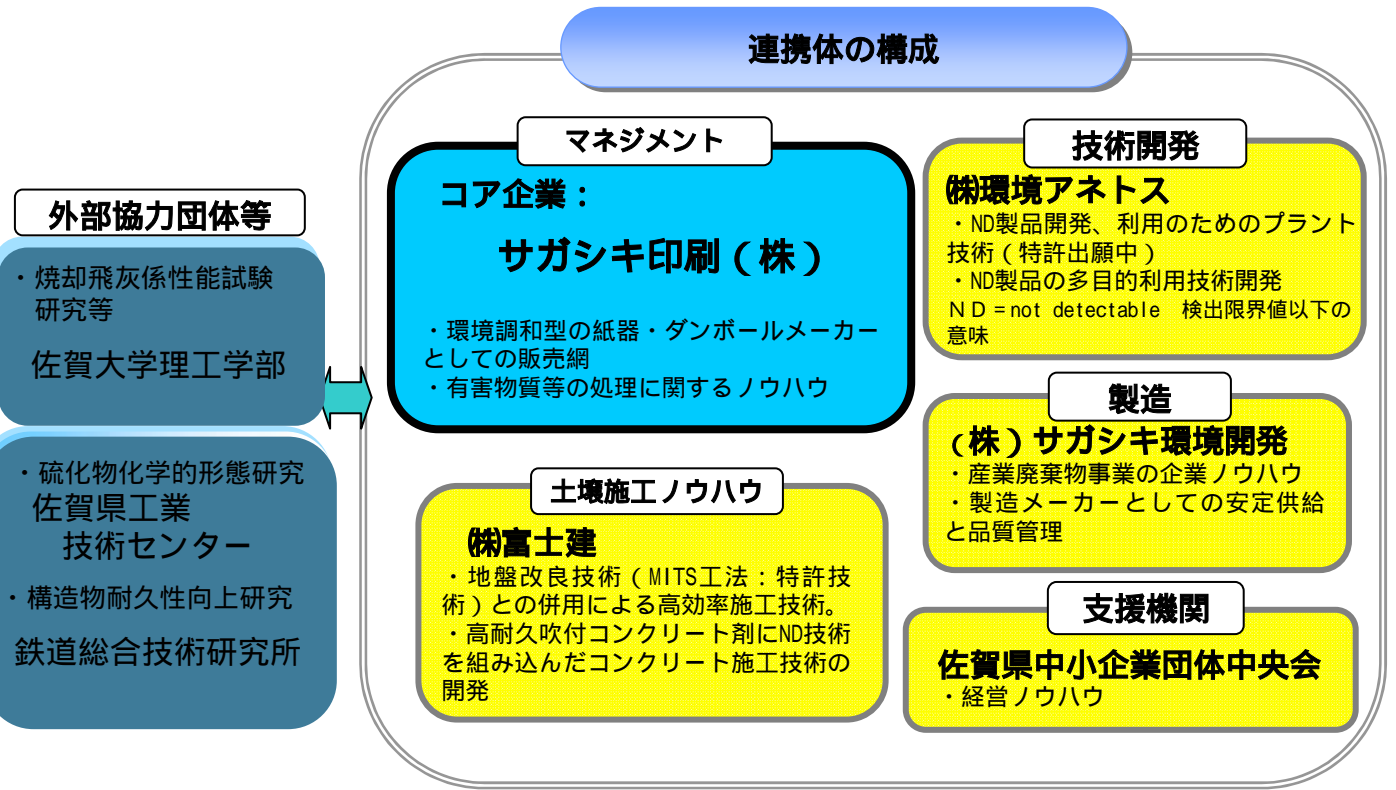 連携体の構成
外部協力団体等
・焼却飛灰係性能試験
研究等
佐賀大学理工学部
・硫化物化学的形態研究
佐賀県工業
技術センター
・構造物耐久性向上研究
鉄道総合技術研究所
マネジメント
コア企業：
サガシキ印刷（株）
・環境調和型の紙器・ダンボールメーカー
としての販売網
・有害物質等の処理に関するノウハウ
土壌施工ノウハウ
㈱富士建
・地盤改良技術（MITS工法：特許技
術）との併用による高効率施工技術。
・高耐久吹付コンクリート剤にND技術
を組み込んだコンクリート施工技術の
開発
技術開発
㈱環境アネトス
・ND製品開発、利用のためのプラント
技術（特許出願中）
・ND製品の多目的利用技術開発
ＮＤ=not detectable　検出限界値以下の
意味
製造
（株）サガシキ環境開発
・産業廃棄物事業の企業ノウハウ
・製造メーカーとしての安定供給
と品質管理
支援機関
佐賀県中小企業団体中央会
・経営ノウハウ